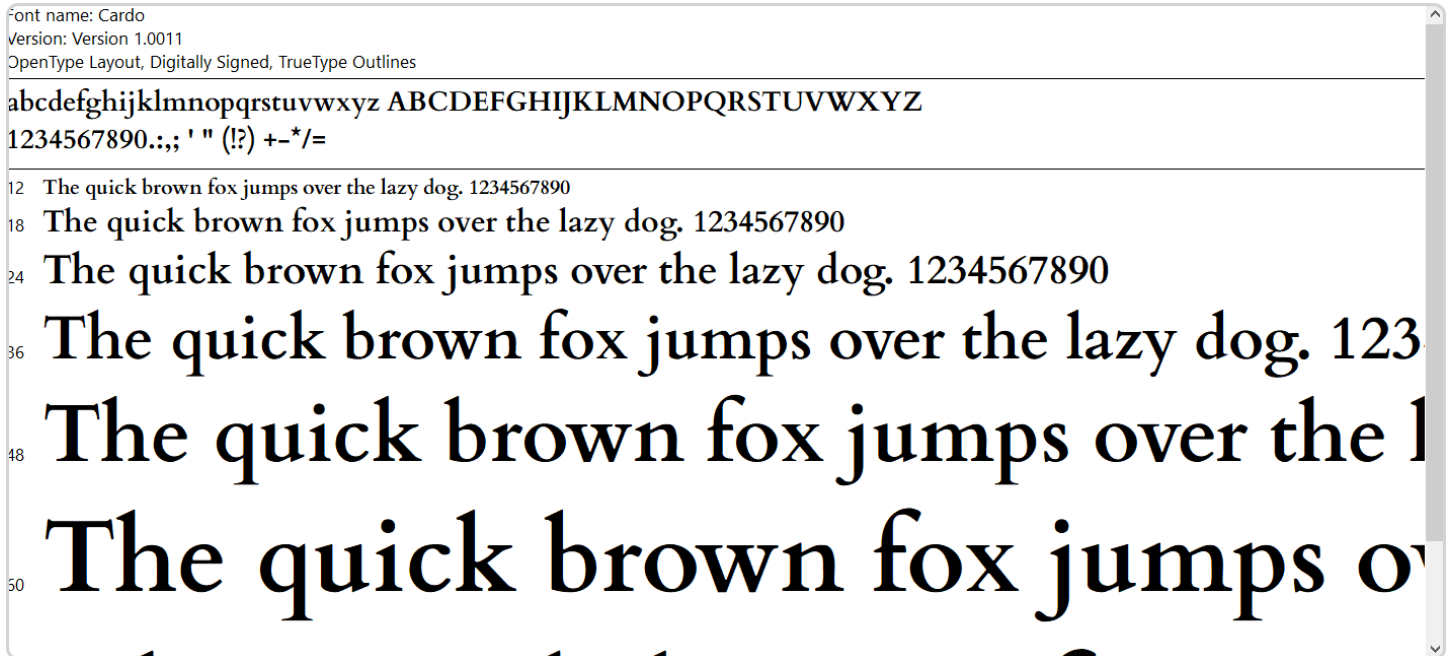 Font name: Cardo
Version: Version 1.0011
OpenType Layout, Digitally Signed, TrueType Outlines
abcdefghijklmnopqrstuvwxyz ABCDEFGHIJKLMNOPQRSTUVWXYZ
1234567890.:,; ' " (!?) +-*/=
12 The quick brown fox jumps over the lazy dog. 1234567890
18 The quick brown fox jumps over the lazy dog. 1234567890
24 The quick brown fox jumps over the lazy dog. 1234567890
36 The quick brown fox jumps over the lazy dog. 123
48 The quick brown fox jumps over the l
60 The quick brown fox jumps ov